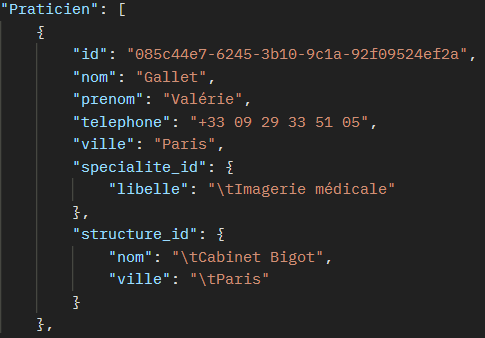 "Praticien": [
{
"id": "085c44e7-6245-3b10-9c1a-92f09524ef2a",
"nom": "Gallet",
"prenom": "Valérie",
"telephone": "+33 09 29 33 51 05",
"ville": "Paris",
"specialite_id": {
"libelle": "\tImagerie médicale"
},
"structure_id": {
"nom": "\tCabinet Bigot",
"ville": "\tParis"
}
},